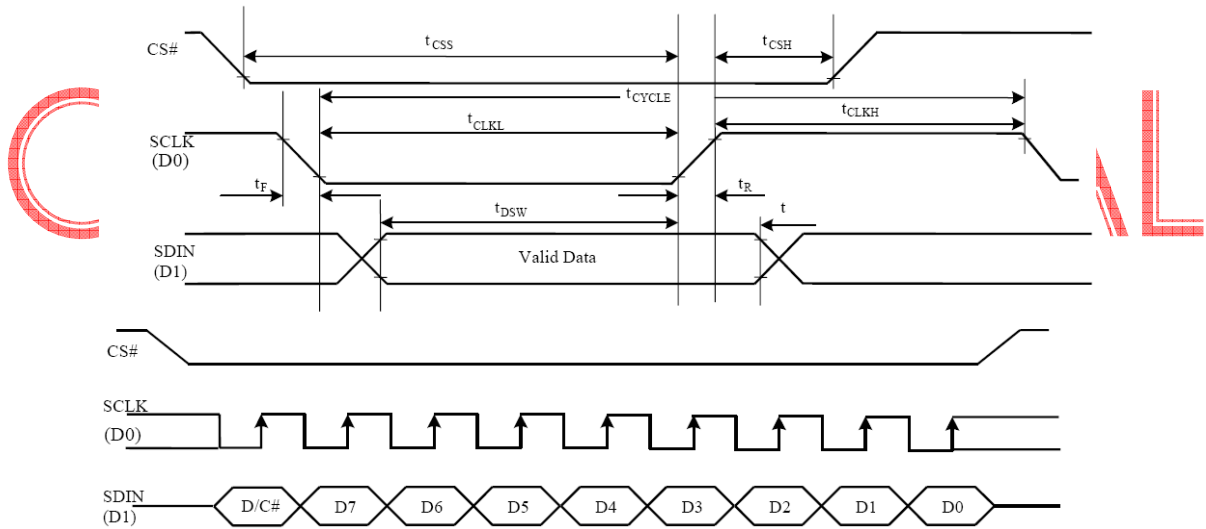 CS#
tCSS
tCSH
tCYCLE
SCLK
(D0)
tCLKL
tCLKH
tF
tR
tDSW
t
SDIN
(D1)
Valid Data
CS#
SCLK
(D0)
SDIN
(D1)
D/C# D7 D6 D5 D4 D3 D2 D1 D0